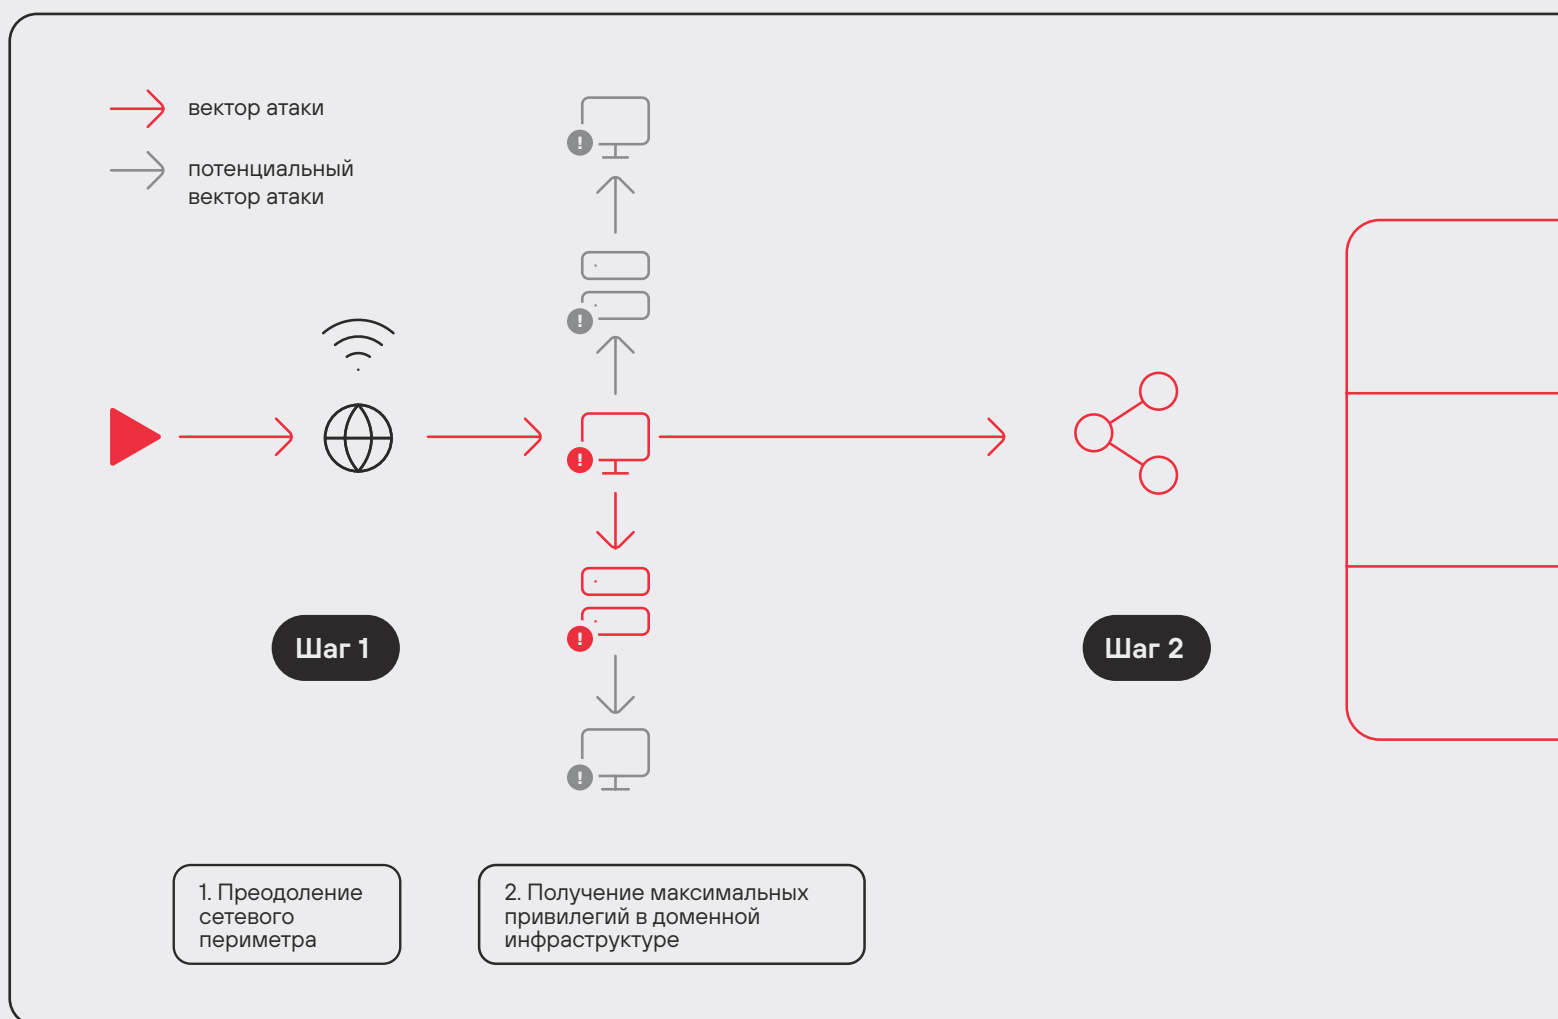 вектор атаки
потенциальный
вектор атаки
Шаг 1
Шаг 2
1. Преодоление
сетевого
периметра
2. Получение максимальных
привилегий в доменной
инфраструктуре